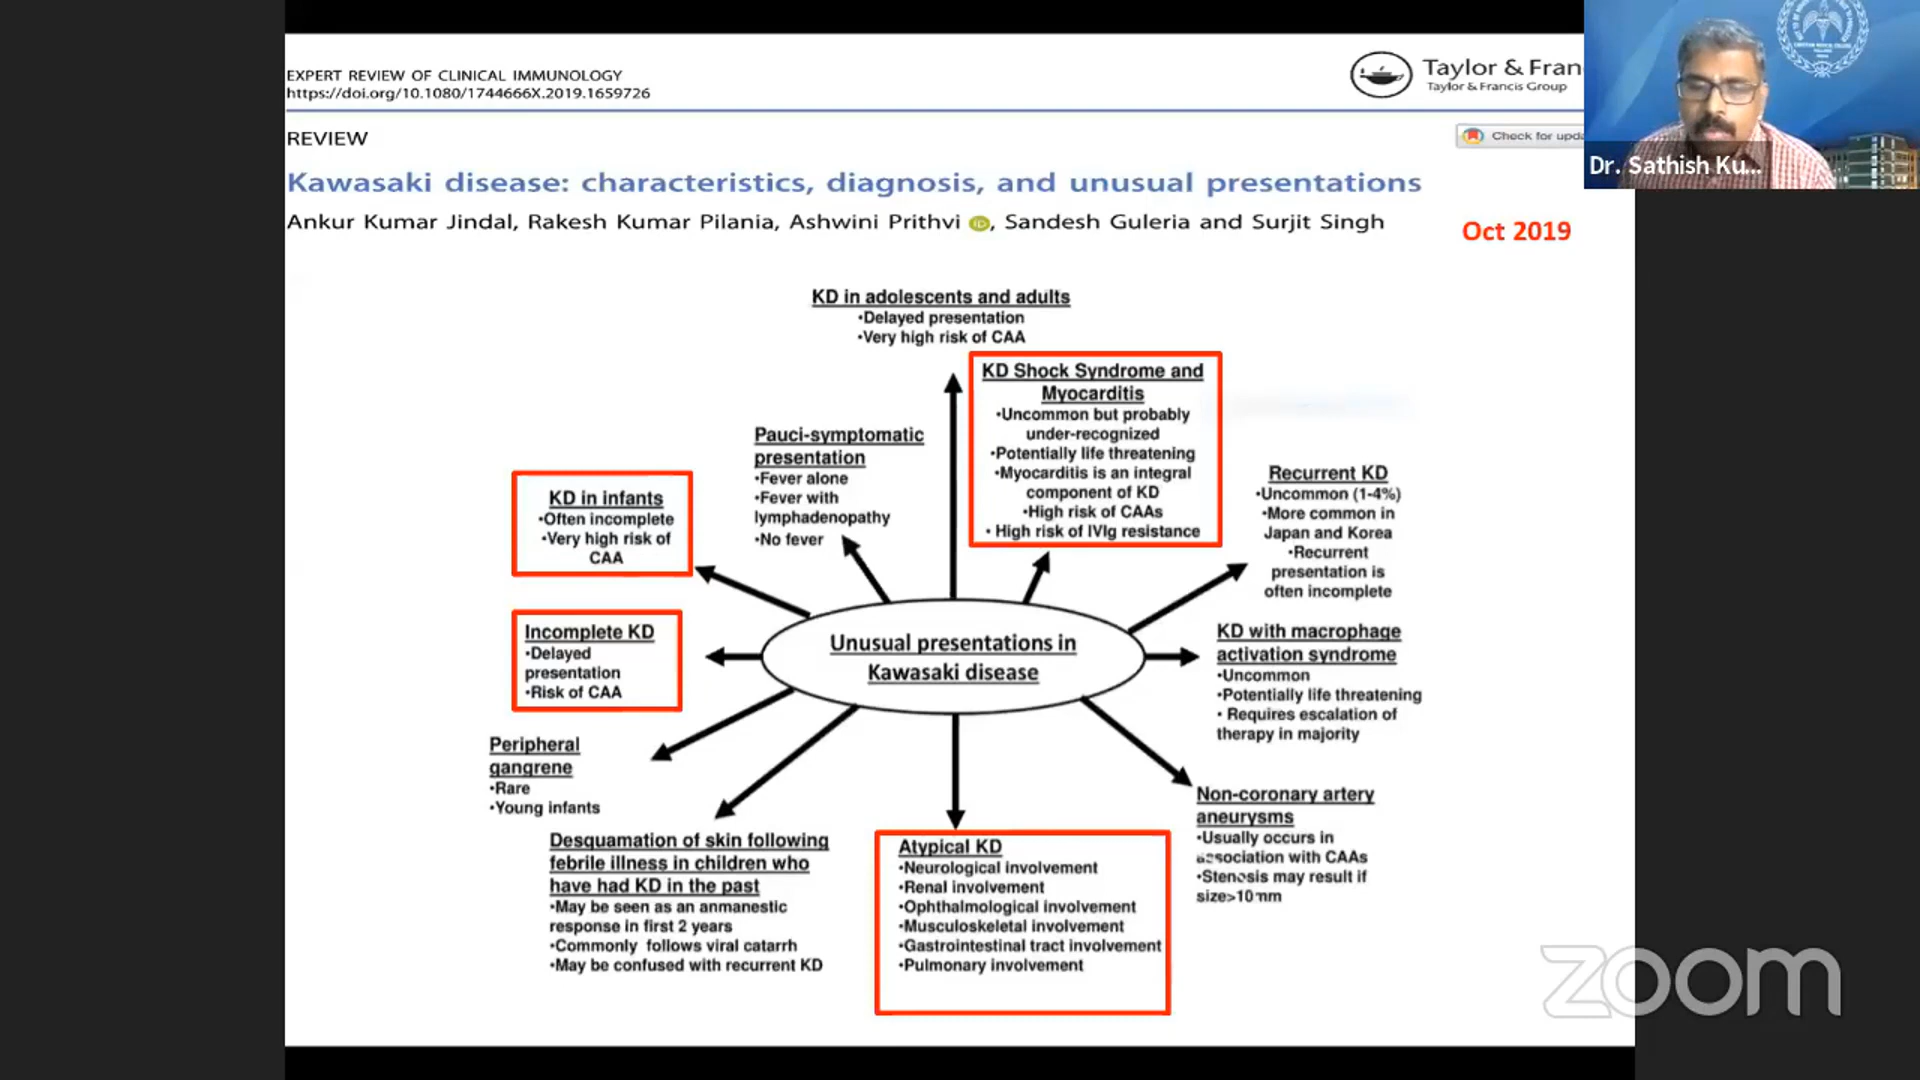 EXPERT REVIEW OF CLINICAL IMMUNOLOGY
https://doi.org/10.1080/1744666X.2019.1659726
Taylor & Fran
Taylor & Francis Group
REVIEW
Check for upda
Dr. Sathish Ku...
Kawasaki disease: characteristics, diagnosis, and unusual presentations
Ankur Kumar Jindal, Rakesh Kumar Pilania, Ashwini Prithvi iD, Sandesh Guleria and Surjit Singh
Oct 2019
KD in adolescents and adults
•Delayed presentation
•Very high risk of CAA
KD Shock Syndrome and
Myocarditis
•Uncommon but probably
under-recognized
•Potentially life threatening
•Myocarditis is an integral
component of KD
•High risk of CAAs
• High risk of IVIg resistance
Pauci-symptomatic
presentation
•Fever alone
•Fever with
lymphadenopathy
•No fever
KD in infants
•Often incomplete
•Very high risk of
CAA
Recurrent KD
•Uncommon (1-4%)
•More common in
Japan and Korea
•Recurrent
presentation is
often incomplete
Incomplete KD
•Delayed
presentation
•Risk of CAA
Unusual presentations in
Kawasaki disease
KD with macrophage
activation syndrome
•Uncommon
•Potentially life threatening
• Requires escalation of
therapy in majority
Peripheral
gangrene
•Rare
•Young infants
Non-coronary artery
aneurysms
•Usually occurs in
association with CAAs
•Stenosis may result if
size>10mm
Desquamation of skin following
febrile illness in children who
have had KD in the past
•May be seen as an anmanestic
response in first 2 years
•Commonly follows viral catarrh
•May be confused with recurrent KD
Atypical KD
•Neurological involvement
•Renal involvement
•Ophthalmological involvement
•Musculoskeletal involvement
•Gastrointestinal tract involvement
•Pulmonary involvement
zoom